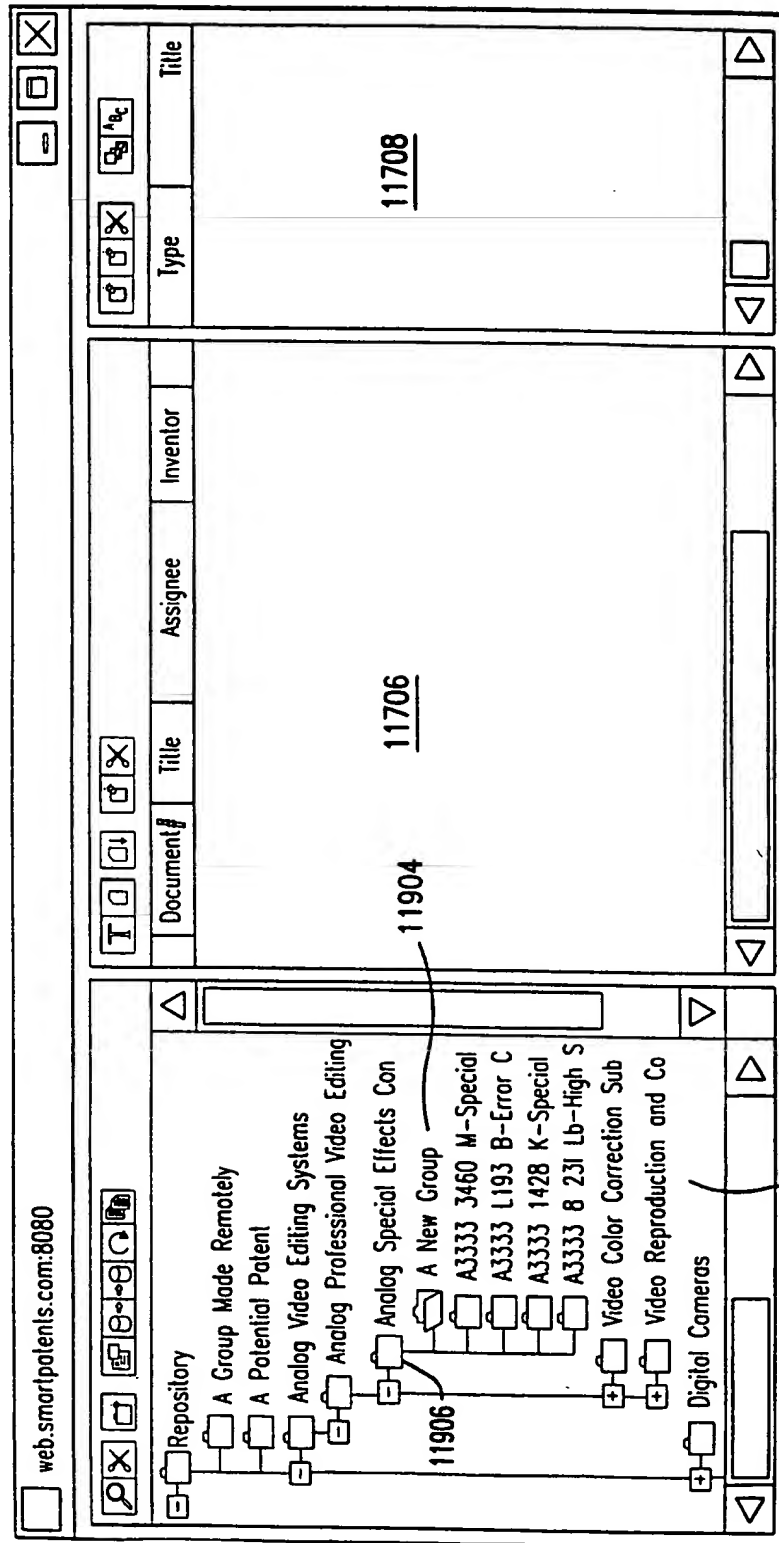 web.smartpatents.com:8080
Repository
A Group Made Remotely
A Potential Patent
Analog Video Editing Systems
Analog Professional Video Editing
Analog Special Effects Con
A New Group
A3333 3460 M-Special
A3333 L193 B-Error C
A3333 1428 K-Special
A3333 8 231 Lb-High S
Video Color Correction Sub
Video Reproduction and Co
Digital Cameras
11906
11904
T
Document# Title Assignee Inventor
11706
ABC
Type Title
11708